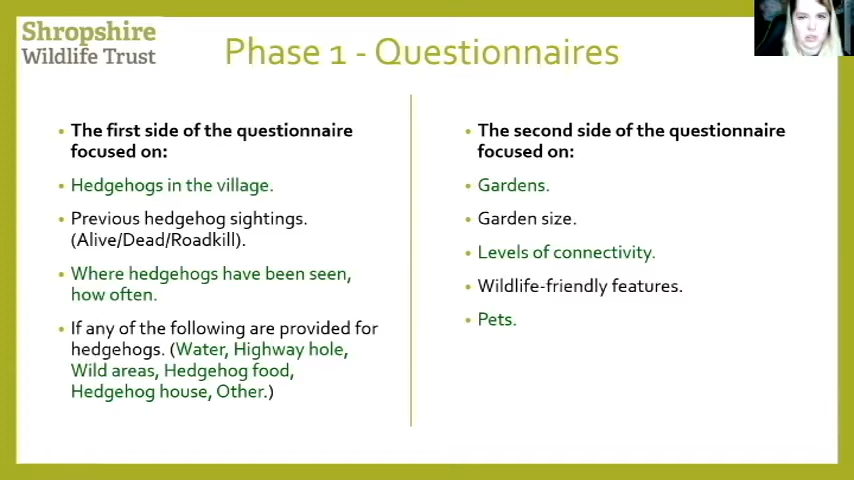 Shropshire
Wildlife Trust
Phase 1 - Questionnaires
• The first side of the questionnaire
focused on:
• Hedgehogs in the village.
• Previous hedgehog sightings.
(Alive/Dead/Roadkill).
• Where hedgehogs have been seen,
how often.
• If any of the following are provided for
hedgehogs. (Water, Highway hole,
Wild areas, Hedgehog food,
Hedgehog house, Other.)
• The second side of the questionnaire
focused on:
• Gardens.
• Garden size.
• Levels of connectivity.
• Wildlife-friendly features.
• Pets.